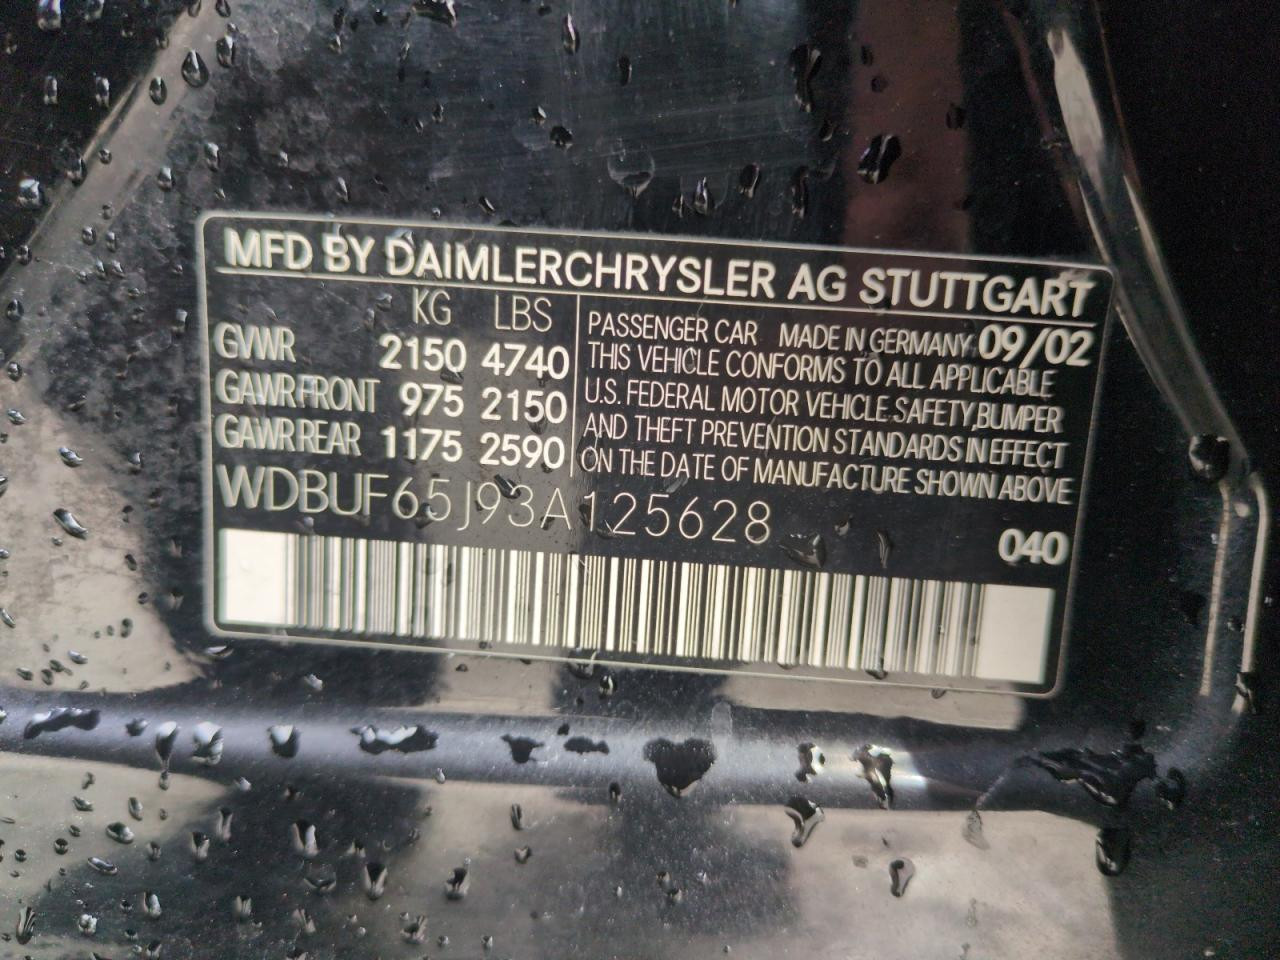 MFD BY DAIMLERCHRYSLER AG STUTTGART
KG LBS
GVWR 2150 4740
GAWR FRONT 975 2150
GAWR REAR 1175 2590
PASSENGER CAR MADE IN GERMANY 09/02
THIS VEHICLE CONFORMS TO ALL APPLICABLE
U.S. FEDERAL MOTOR VEHICLE SAFETY, BUMPER
AND THEFT PREVENTION STANDARDS IN EFFECT
ON THE DATE OF MANUFACTURE SHOWN ABOVE
WDBUF65J93A125628
040